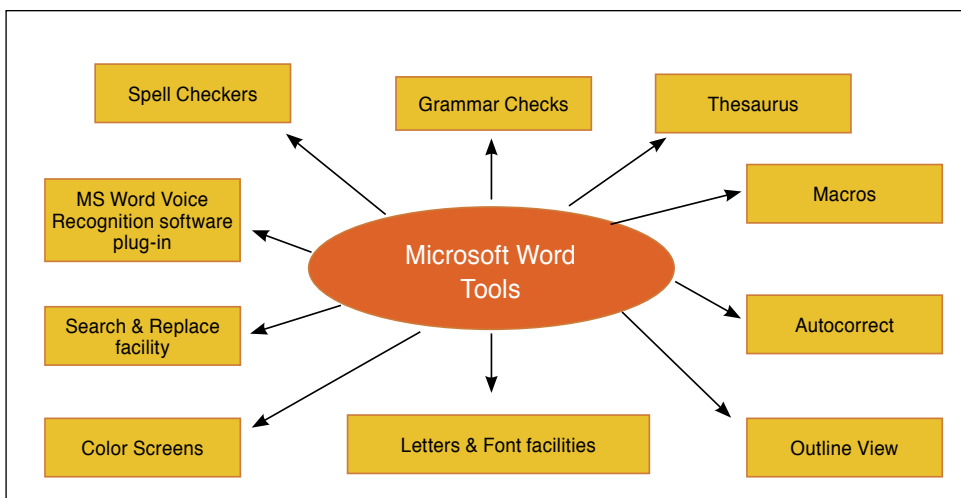 Spell Checkers
Grammar Checks
Thesaurus
MS Word Voice
Recognition software
plug-in
Macros
Microsoft Word
Tools
Search & Replace
facility
Autocorrect
Color Screens
Letters & Font facilities
Outline View